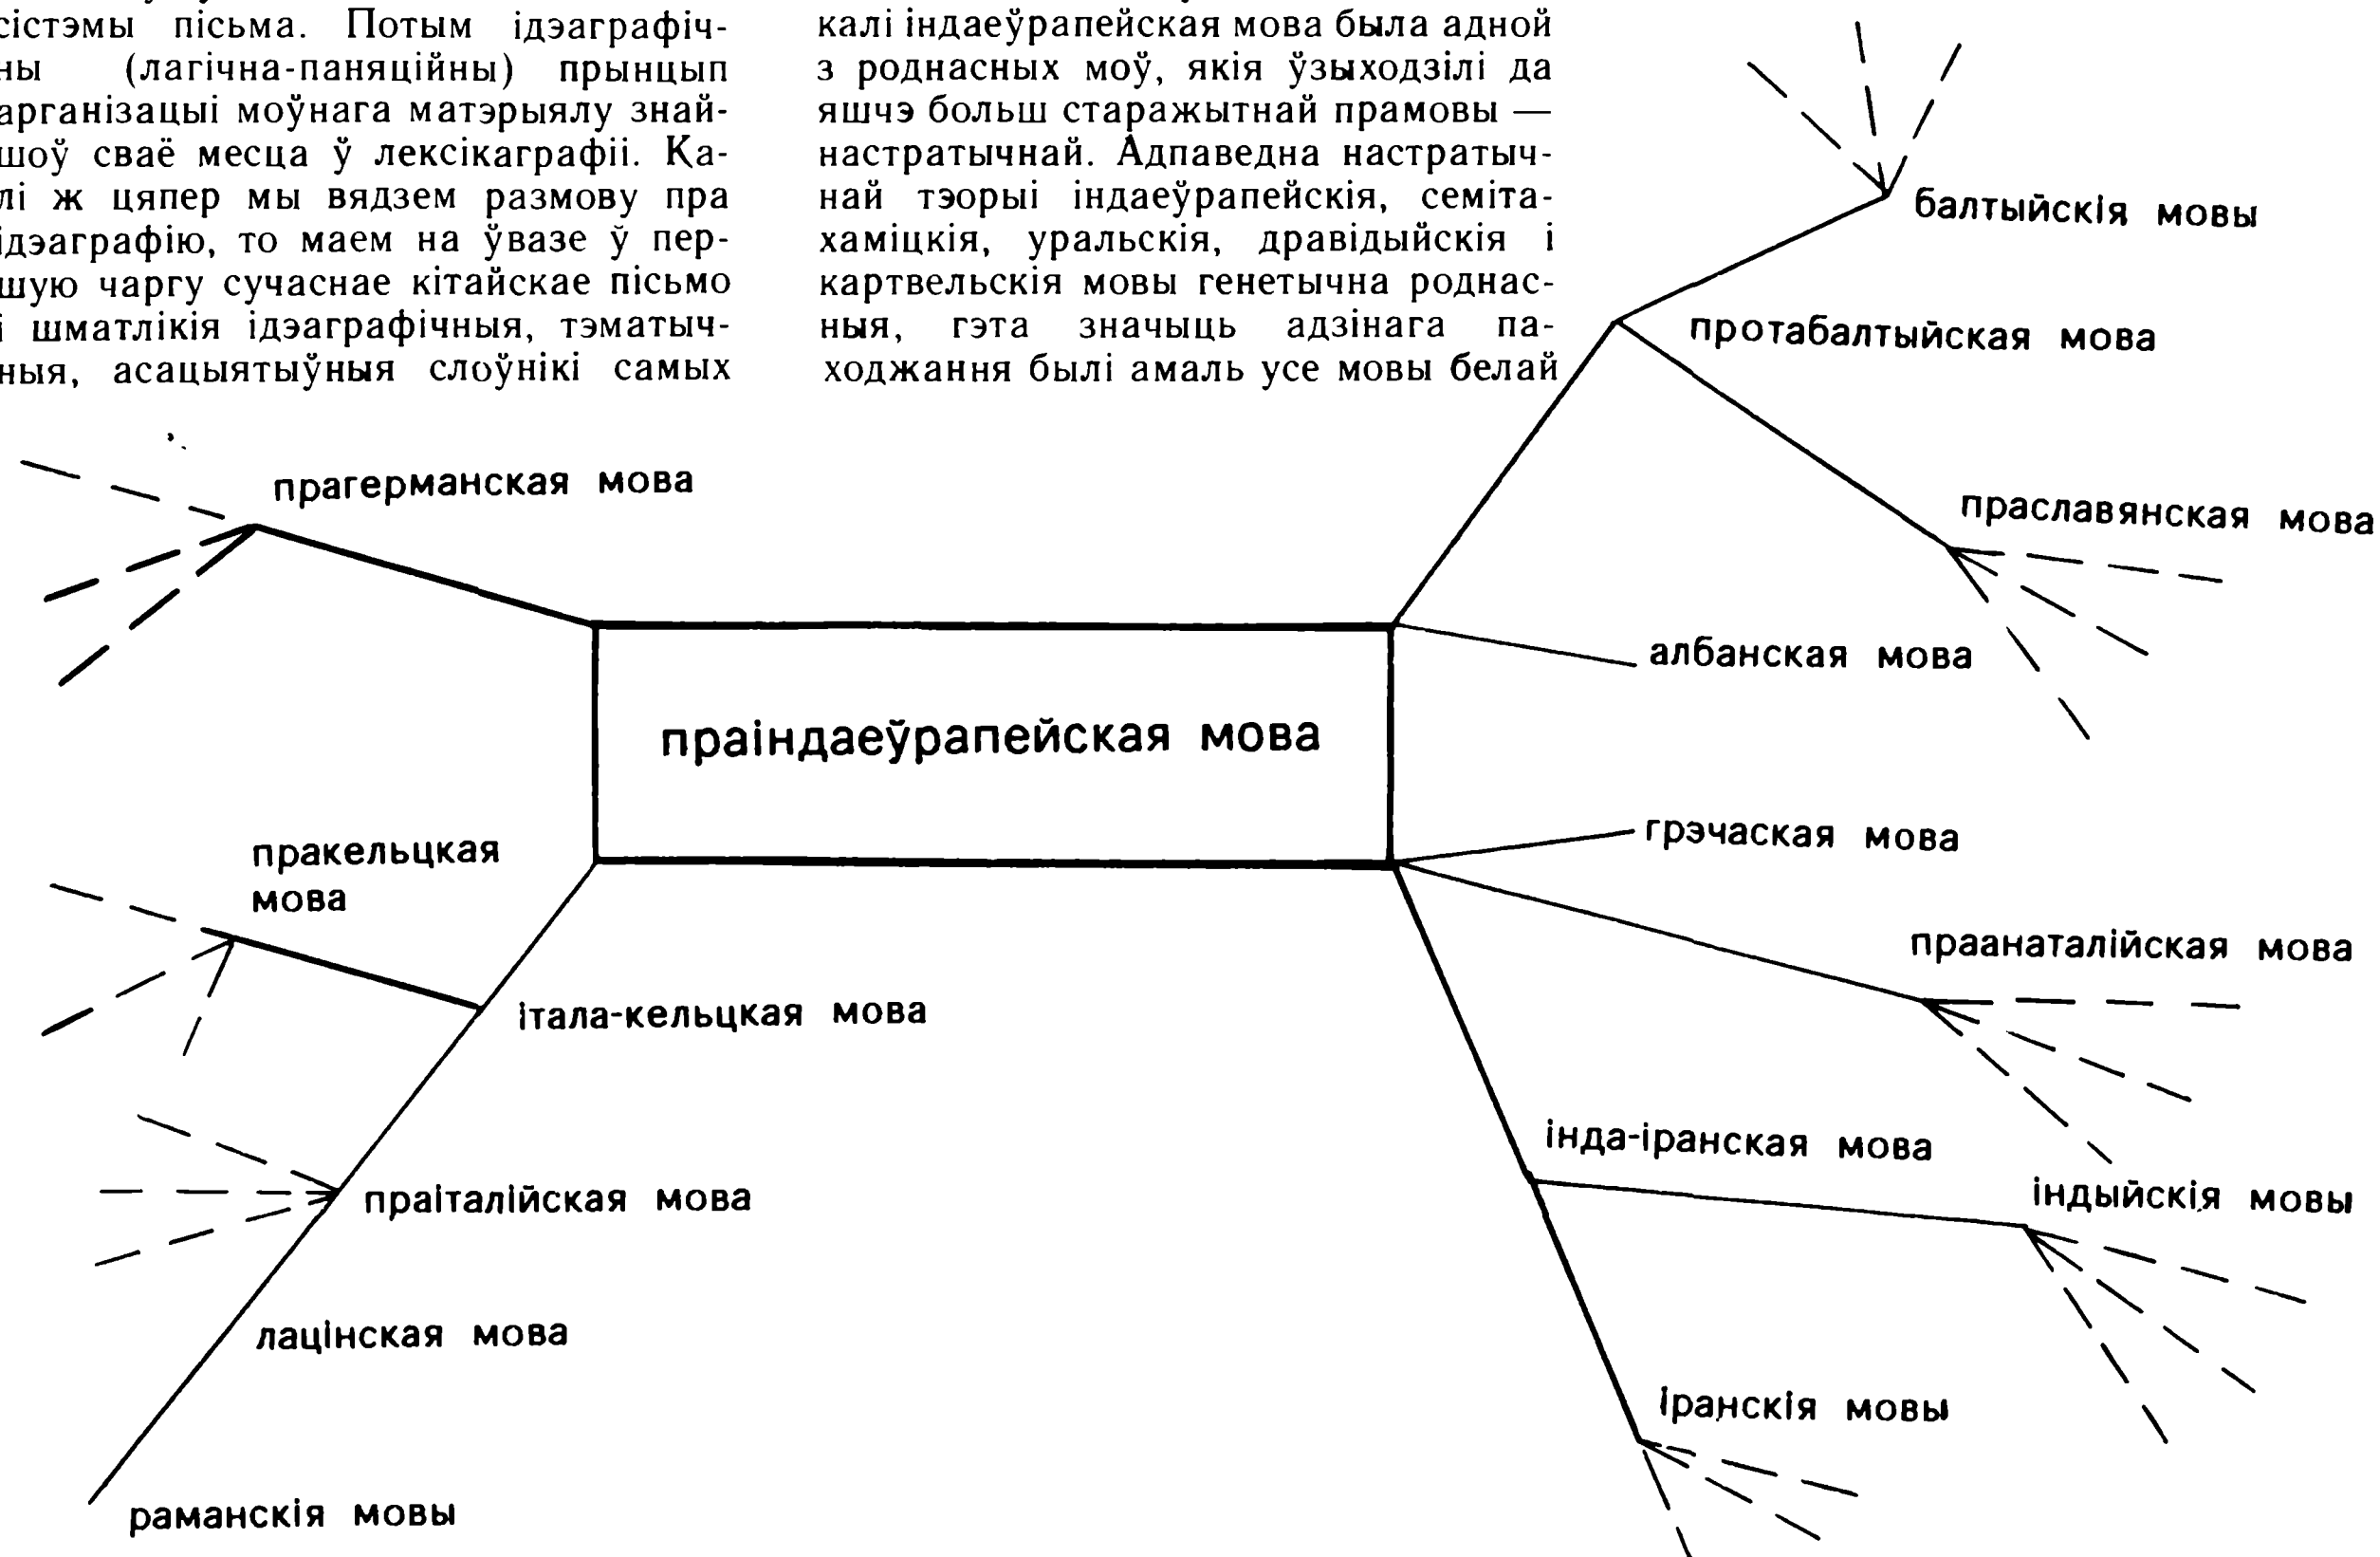 сістэмы пісьма. Потым ідэаграфіч-
ны (лагічна-паняційны) прынцып
арганізацыі моўнага матэрыялу знай-
шоў сваё месца ў лексікаграфіі. Ка-
лі ж цяпер мы вядзем размову пра
ідэаграфію, то маем на ўвазе ў пер-
шую чаргу сучаснае кітайскае пісьмо
і шматлікія ідэаграфічныя, тэматыч-
ныя, асацыятыўныя слоўнікі самых
калі індаеўрапейская мова была адной
з роднасных моў, якія ўзыходзілі да
яшчэ больш старажытнай прамовы —
настратычнай. Адпаведна настратыч-
най тэорыі індаеўрапейскія, семіта-
хаміцкія, уральскія, дравідыйскія і
картвельскія мовы генетычна роднас-
ныя, гэта значыць адзінага па-
ходжання былі амаль усе мовы белай
балтыйскія мовы
протабалтыйская мова
прагерманская мова
праславянская мова
албанская мова
праіндаеўрапейская мова
грэчаская мова
пракельцкая
мова
праанаталійская мова
італа-кельцкая мова
інда-іранская мова
індыйскія мовы
праіталійская мова
лацінская мова
іранскія мовы
раманскія мовы